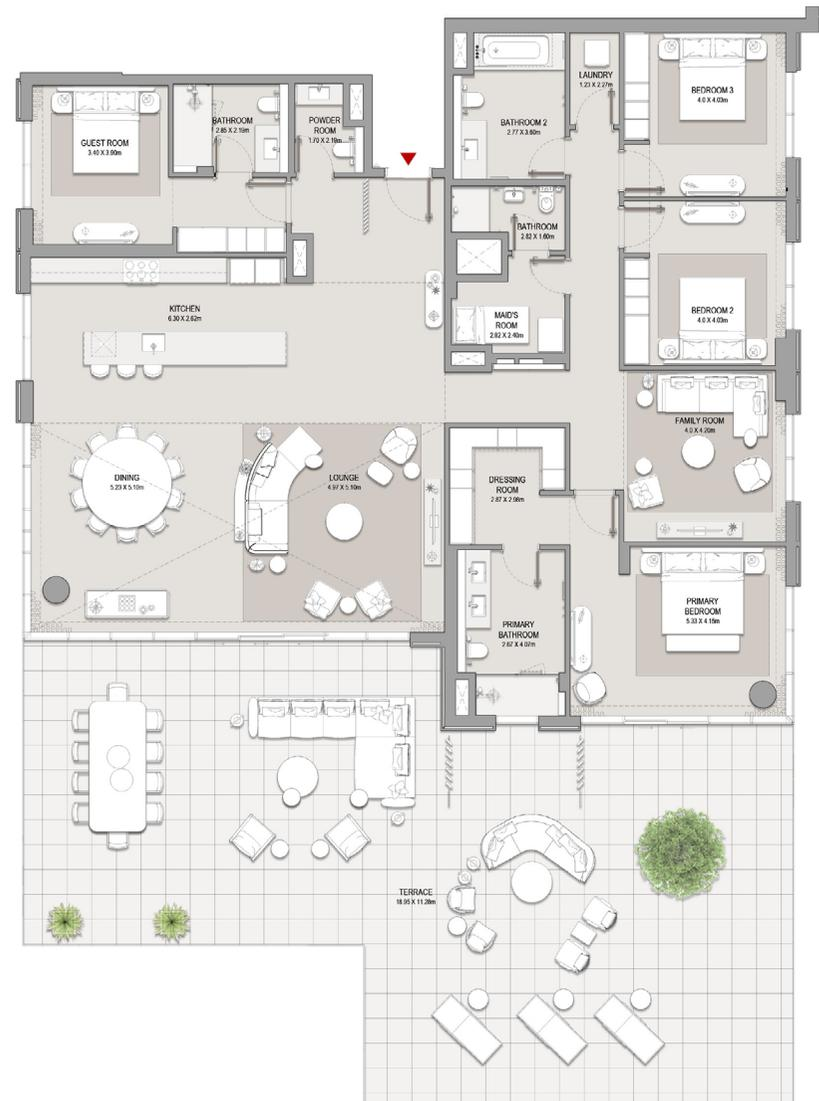 LAUNDRY
1.23 X 2.27m
BEDROOM 3
4.0 X 4.03m
BATHROOM 2
2.77 X 3.60m
GUEST ROOM
3.40 X 3.90m
BATHROOM
2.85 X 2.19m
POWDER
ROOM
1.70 X 2.19m
BATHROOM
2.82 X 1.60m
KITCHEN
6.30 X 2.62m
MAID'S
ROOM
2.82 X 2.40m
BEDROOM 2
4.0 X 4.03m
FAMILY ROOM
4.0 X 4.20m
DINING
5.23 X 5.10m
LOUNGE
4.97 X 5.10m
DRESSING
ROOM
2.87 X 2.98m
PRIMARY
BEDROOM
5.33 X 4.15m
PRIMARY
BATHROOM
2.87 X 4.07m
TERRACE
18.95 X 11.28m